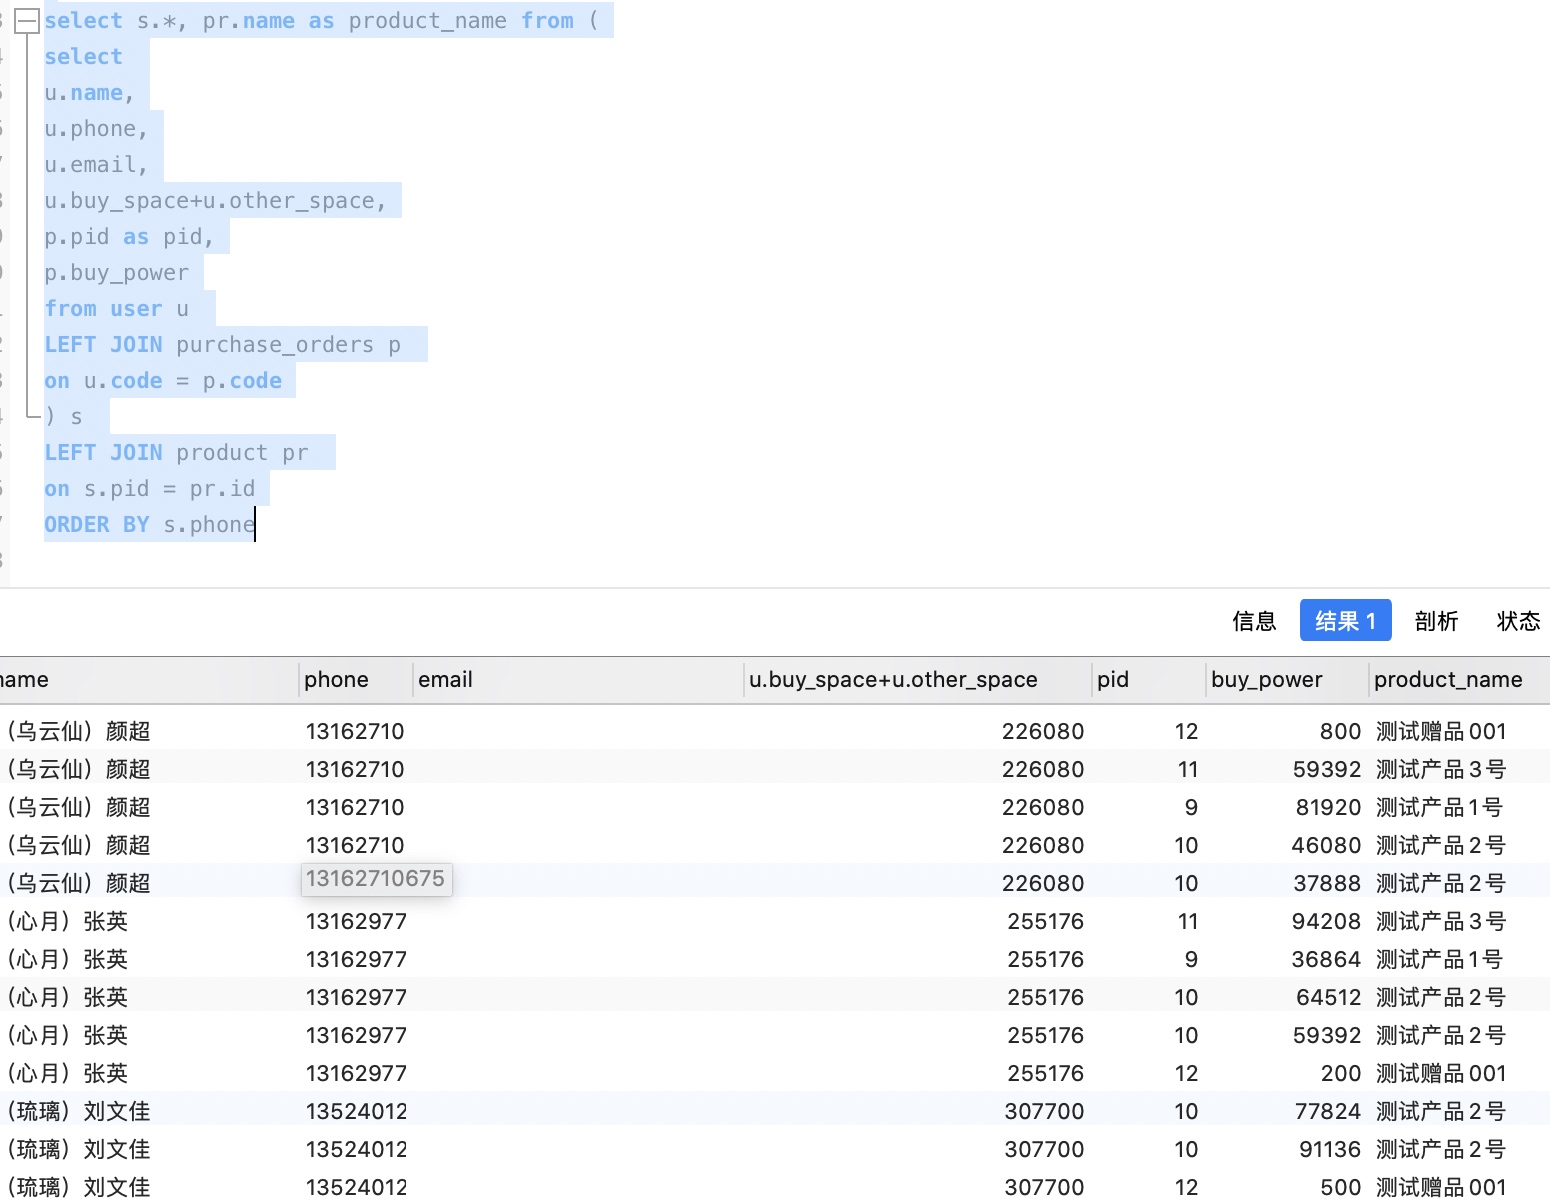 select s.*, pr.name as product_name from (
select
u.name,
u.phone,
u.email,
u.buy_space+u.other_space,
p.pid as pid,
p.buy_power
from user u
LEFT JOIN purchase_orders p
on u.code = p.code
) s
LEFT JOIN product pr
on s.pid = pr.id
ORDER BY s.phone
信息 结果 1 剖析 状态
name phone email u.buy_space+u.other_space pid buy_power product_name
（乌云仙）颜超 13162710 226080 12 800 测试赠品001
（乌云仙）颜超 13162710 226080 11 59392 测试产品3号
（乌云仙）颜超 13162710 226080 9 81920 测试产品1号
（乌云仙）颜超 13162710 226080 10 46080 测试产品2号
（乌云仙）颜超 13162710675 226080 10 37888 测试产品2号
（心月）张英 13162977 255176 11 94208 测试产品3号
（心月）张英 13162977 255176 9 36864 测试产品1号
（心月）张英 13162977 255176 10 64512 测试产品2号
（心月）张英 13162977 255176 10 59392 测试产品2号
（心月）张英 13162977 255176 12 200 测试赠品001
（琉璃）刘文佳 13524012 307700 10 77824 测试产品2号
（琉璃）刘文佳 13524012 307700 10 91136 测试产品2号
（琉璃）刘文佳 13524012 307700 12 500 测试赠品001